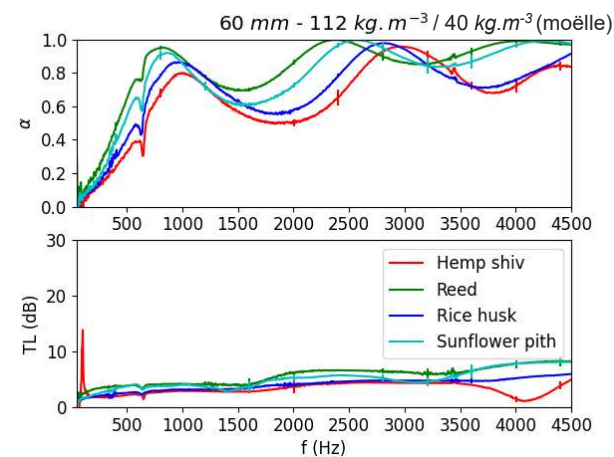 60 mm - 112 kg.m⁻³ / 40 kg.m⁻³ (moëlle)
1.0
0.8
0.6
0.4
0.2
0.0
α
500 1000 1500 2000 2500 3000 3500 4000 4500
30
20
10
0
TL (dB)
Hemp shiv
Reed
Rice husk
Sunflower pith
500 1000 1500 2000 2500 3000 3500 4000 4500
f (Hz)